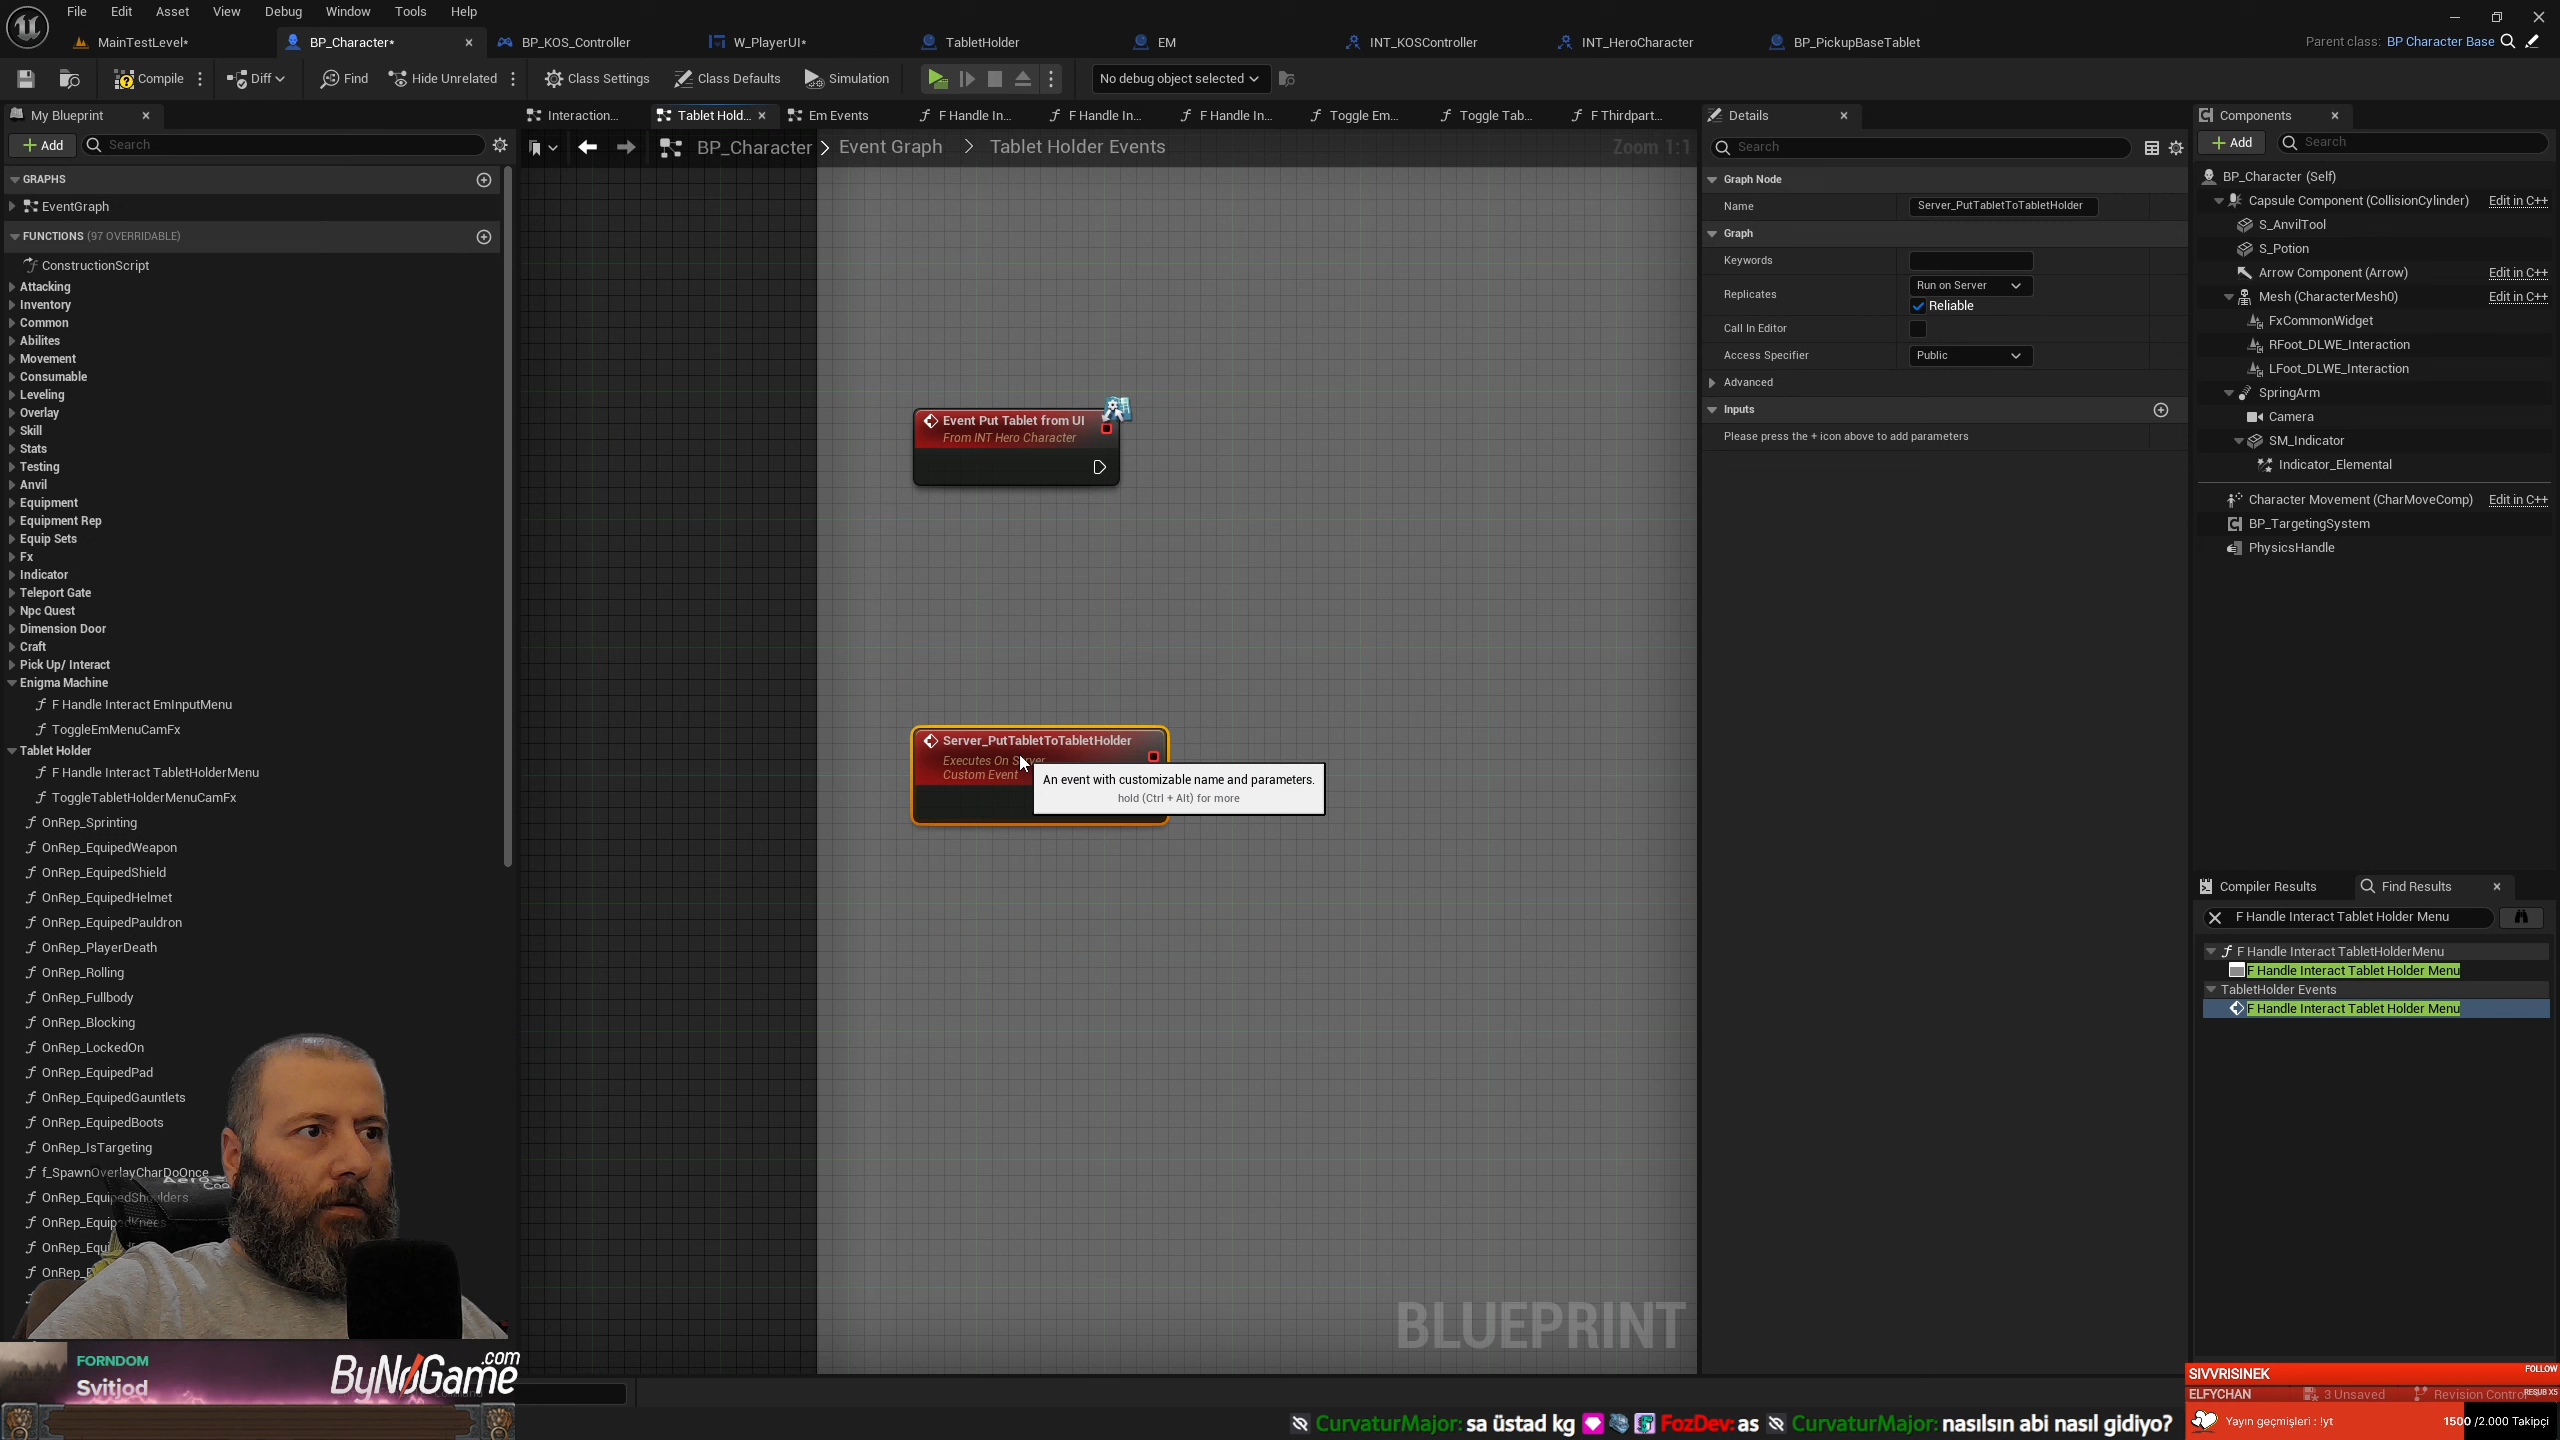 File Edit Asset View Debug Window Tools Help
MainTestLevel* BP_Character* BP_KOS_Controller W_PlayerUI* TabletHolder EM INT_KOSController INT_HeroCharacter BP_PickupBaseTablet Parent class: BP Character Base
Compile Diff Find Hide Unrelated Class Settings Class Defaults Simulation No debug object selected
My Blueprint
Add Search
GRAPHS
EventGraph
FUNCTIONS (97 OVERRIDABLE)
ConstructionScript
Attacking
Inventory
Common
Abilites
Movement
Consumable
Leveling
Overlay
Skill
Stats
Testing
Anvil
Equipment
Equipment Rep
Equip Sets
Fx
Indicator
Teleport Gate
Npc Quest
Dimension Door
Craft
Pick Up/ Interact
Enigma Machine
F Handle Interact EmInputMenu
ToggleEmMenuCamFx
Tablet Holder
F Handle Interact TabletHolderMenu
ToggleTabletHolderMenuCamFx
OnRep_Sprinting
OnRep_EquipedWeapon
OnRep_EquipedShield
OnRep_EquipedHelmet
OnRep_EquipedPauldron
OnRep_PlayerDeath
OnRep_Rolling
OnRep_Fullbody
OnRep_Blocking
OnRep_LockedOn
OnRep_EquipedPad
OnRep_EquipedGauntlets
OnRep_EquipedBoots
OnRep_IsTargeting
f_SpawnOverlayCharDoOnce
OnRep_EquipedShoulders
OnRep_EquipedKnees
Interaction... Tablet Hold... Em Events F Handle In... F Handle In... F Handle In... Toggle Em... Toggle Tab... F Thirdpart...
BP_Character > Event Graph > Tablet Holder Events Zoom 1:1
Event Put Tablet from UI
From INT Hero Character
Server_PutTabletToTabletHolder
Executes On Server
Custom Event
An event with customizable name and parameters.
hold (Ctrl + Alt) for more
BLUEPRINT
Details
Search
Graph Node
Name Server_PutTabletToTabletHolder
Graph
Keywords
Replicates Run on Server
Reliable
Call In Editor
Access Specifier Public
Advanced
Inputs
Please press the + icon above to add parameters
Components
Add Search
BP_Character (Self)
Capsule Component (CollisionCylinder) Edit in C++
S_AnvilTool
S_Potion
Arrow Component (Arrow) Edit in C++
Mesh (CharacterMesh0) Edit in C++
FxCommonWidget
RFoot_DLWE_Interaction
LFoot_DLWE_Interaction
SpringArm
Camera
SM_Indicator
Indicator_Elemental
Character Movement (CharMoveComp) Edit in C++
BP_TargetingSystem
PhysicsHandle
Compiler Results Find Results
F Handle Interact Tablet Holder Menu
F Handle Interact TabletHolderMenu
F Handle Interact Tablet Holder Menu
TabletHolder Events
F Handle Interact Tablet Holder Menu
FORNDOM
Svitjod
ByNoGame.com
SIVVRISINEK FOLLOW
ELFYCHAN 3 Unsaved Revision Control RESUB X5
Yayın geçmişleri : !yt 1500 /2.000 Takipçi
CurvaturMajor: sa üstad kg FozDev: as CurvaturMajor: nasılsın abi nasıl gidiyo?